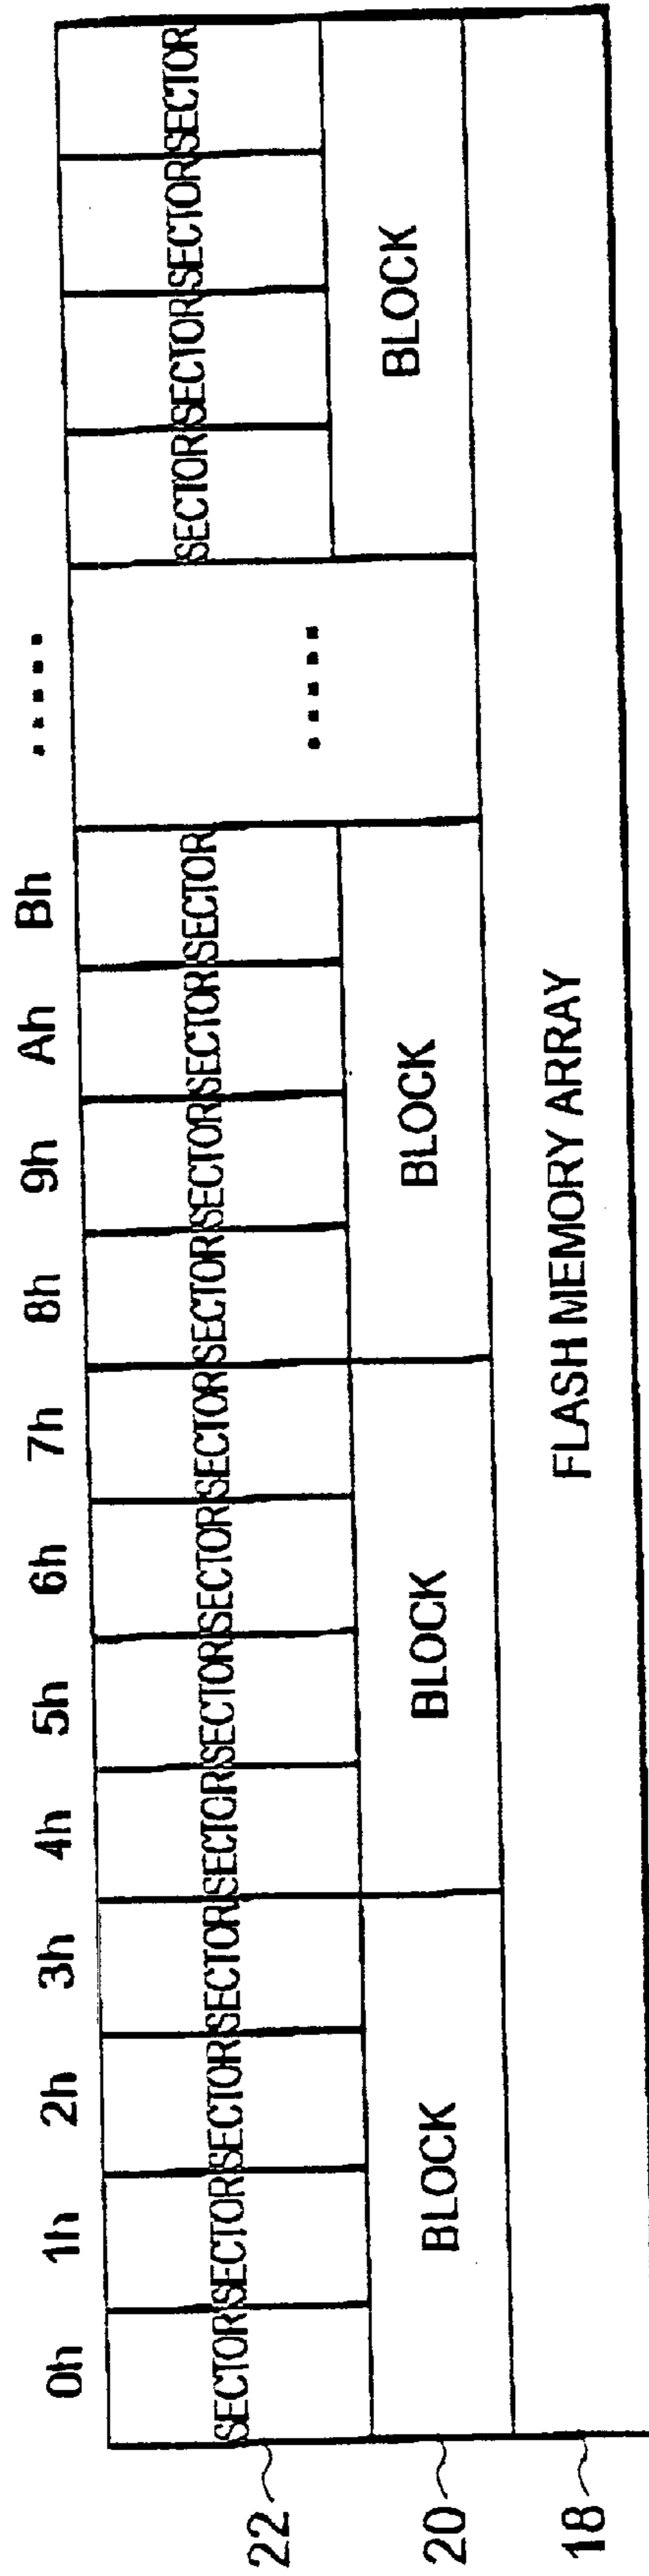 0h 1h 2h 3h 4h 5h 6h 7h 8h 9h Ah Bh .....
22 SECTOR SECTOR SECTOR SECTOR SECTOR SECTOR SECTOR SECTOR SECTOR SECTOR SECTOR SECTOR ..... SECTOR SECTOR SECTOR SECTOR
20 BLOCK BLOCK BLOCK BLOCK
18 FLASH MEMORY ARRAY